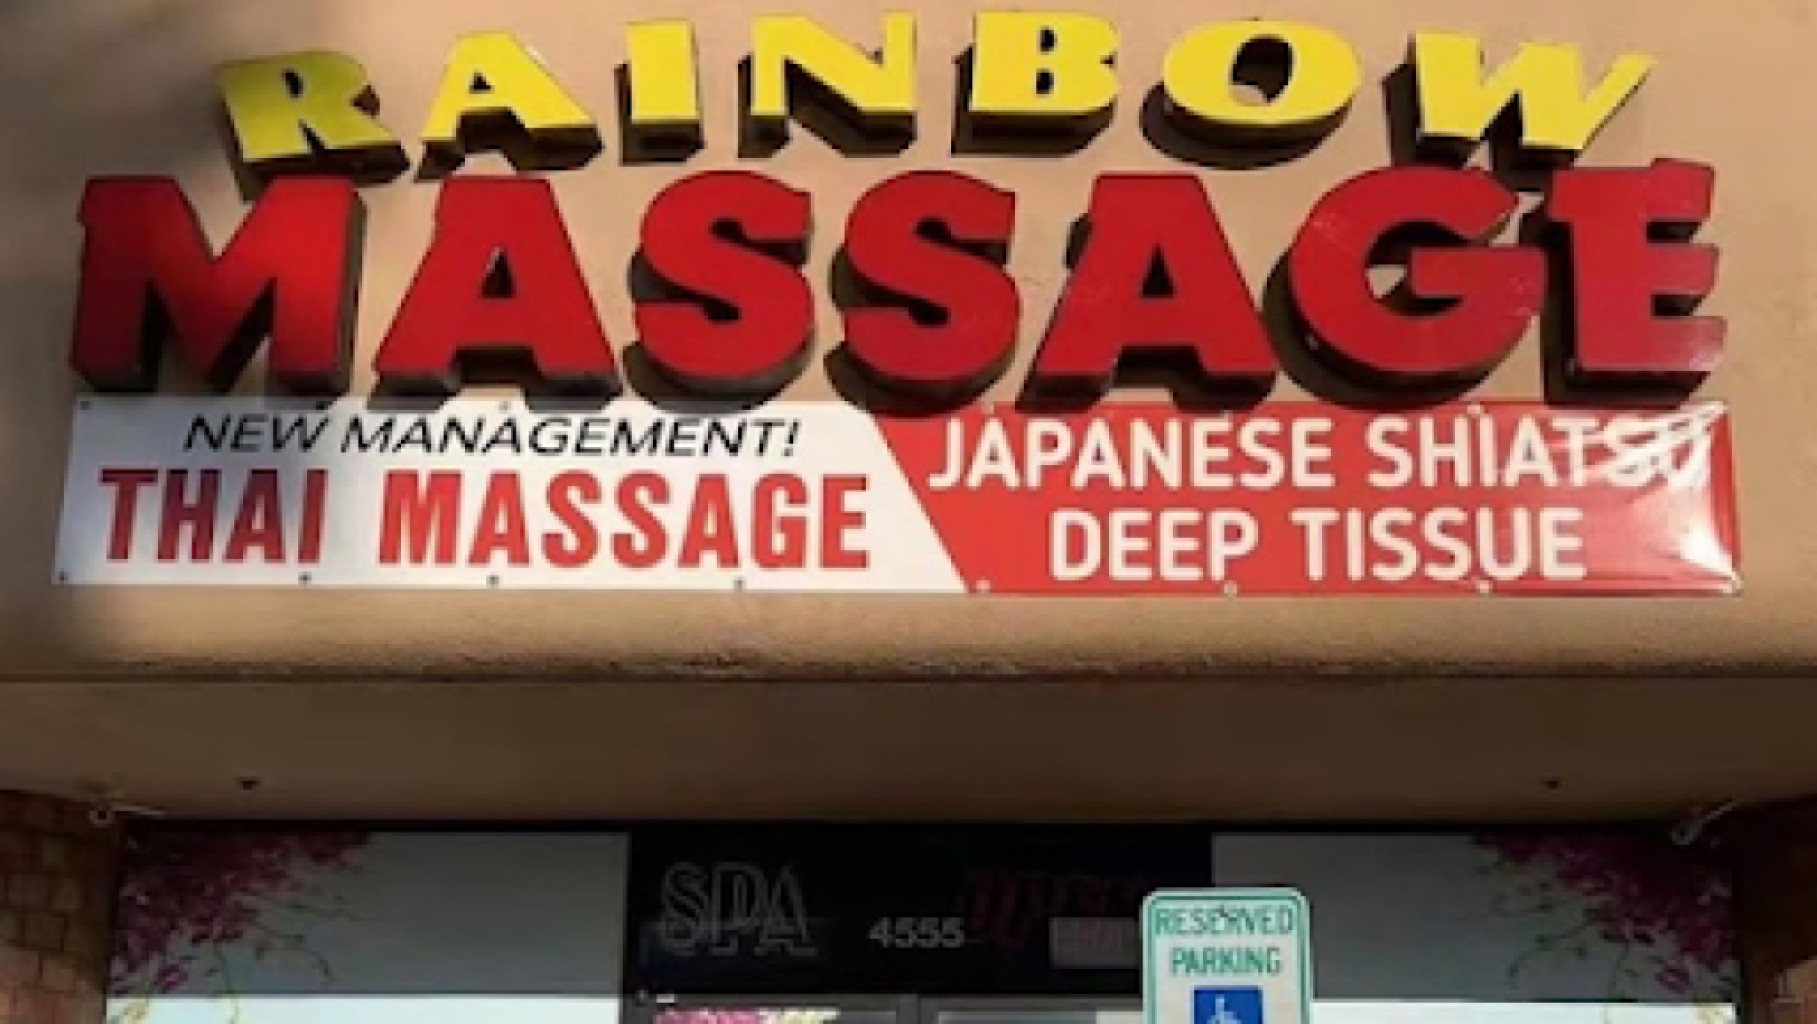 RAINBOW
MASSAGE
NEW MANAGEMENT!
THAI MASSAGE
JAPANESE SHIATSU
DEEP TISSUE
SPA
4555
RESERVED
PARKING